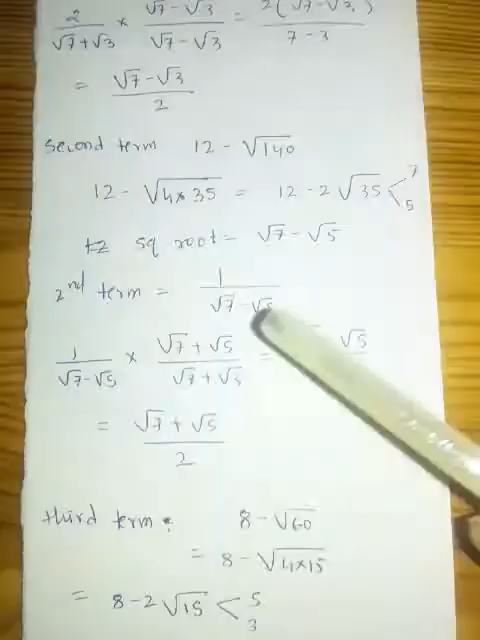 2/(√7+√3) × (√7-√3)/(√7-√3) = 2(√7-√3)/(7-3)
= (√7-√3)/2
second term 12-√140
12-√(4×35) = 12-2√35 < 7 5
sq root = √7-√5
2nd term = 1/(√7-√5)
1/(√7-√5) × (√7+√5)/(√7+√5) = √5
= (√7+√5)/2
third term: 8-√60
= 8-√(4×15)
= 8-2√15 < 5 3